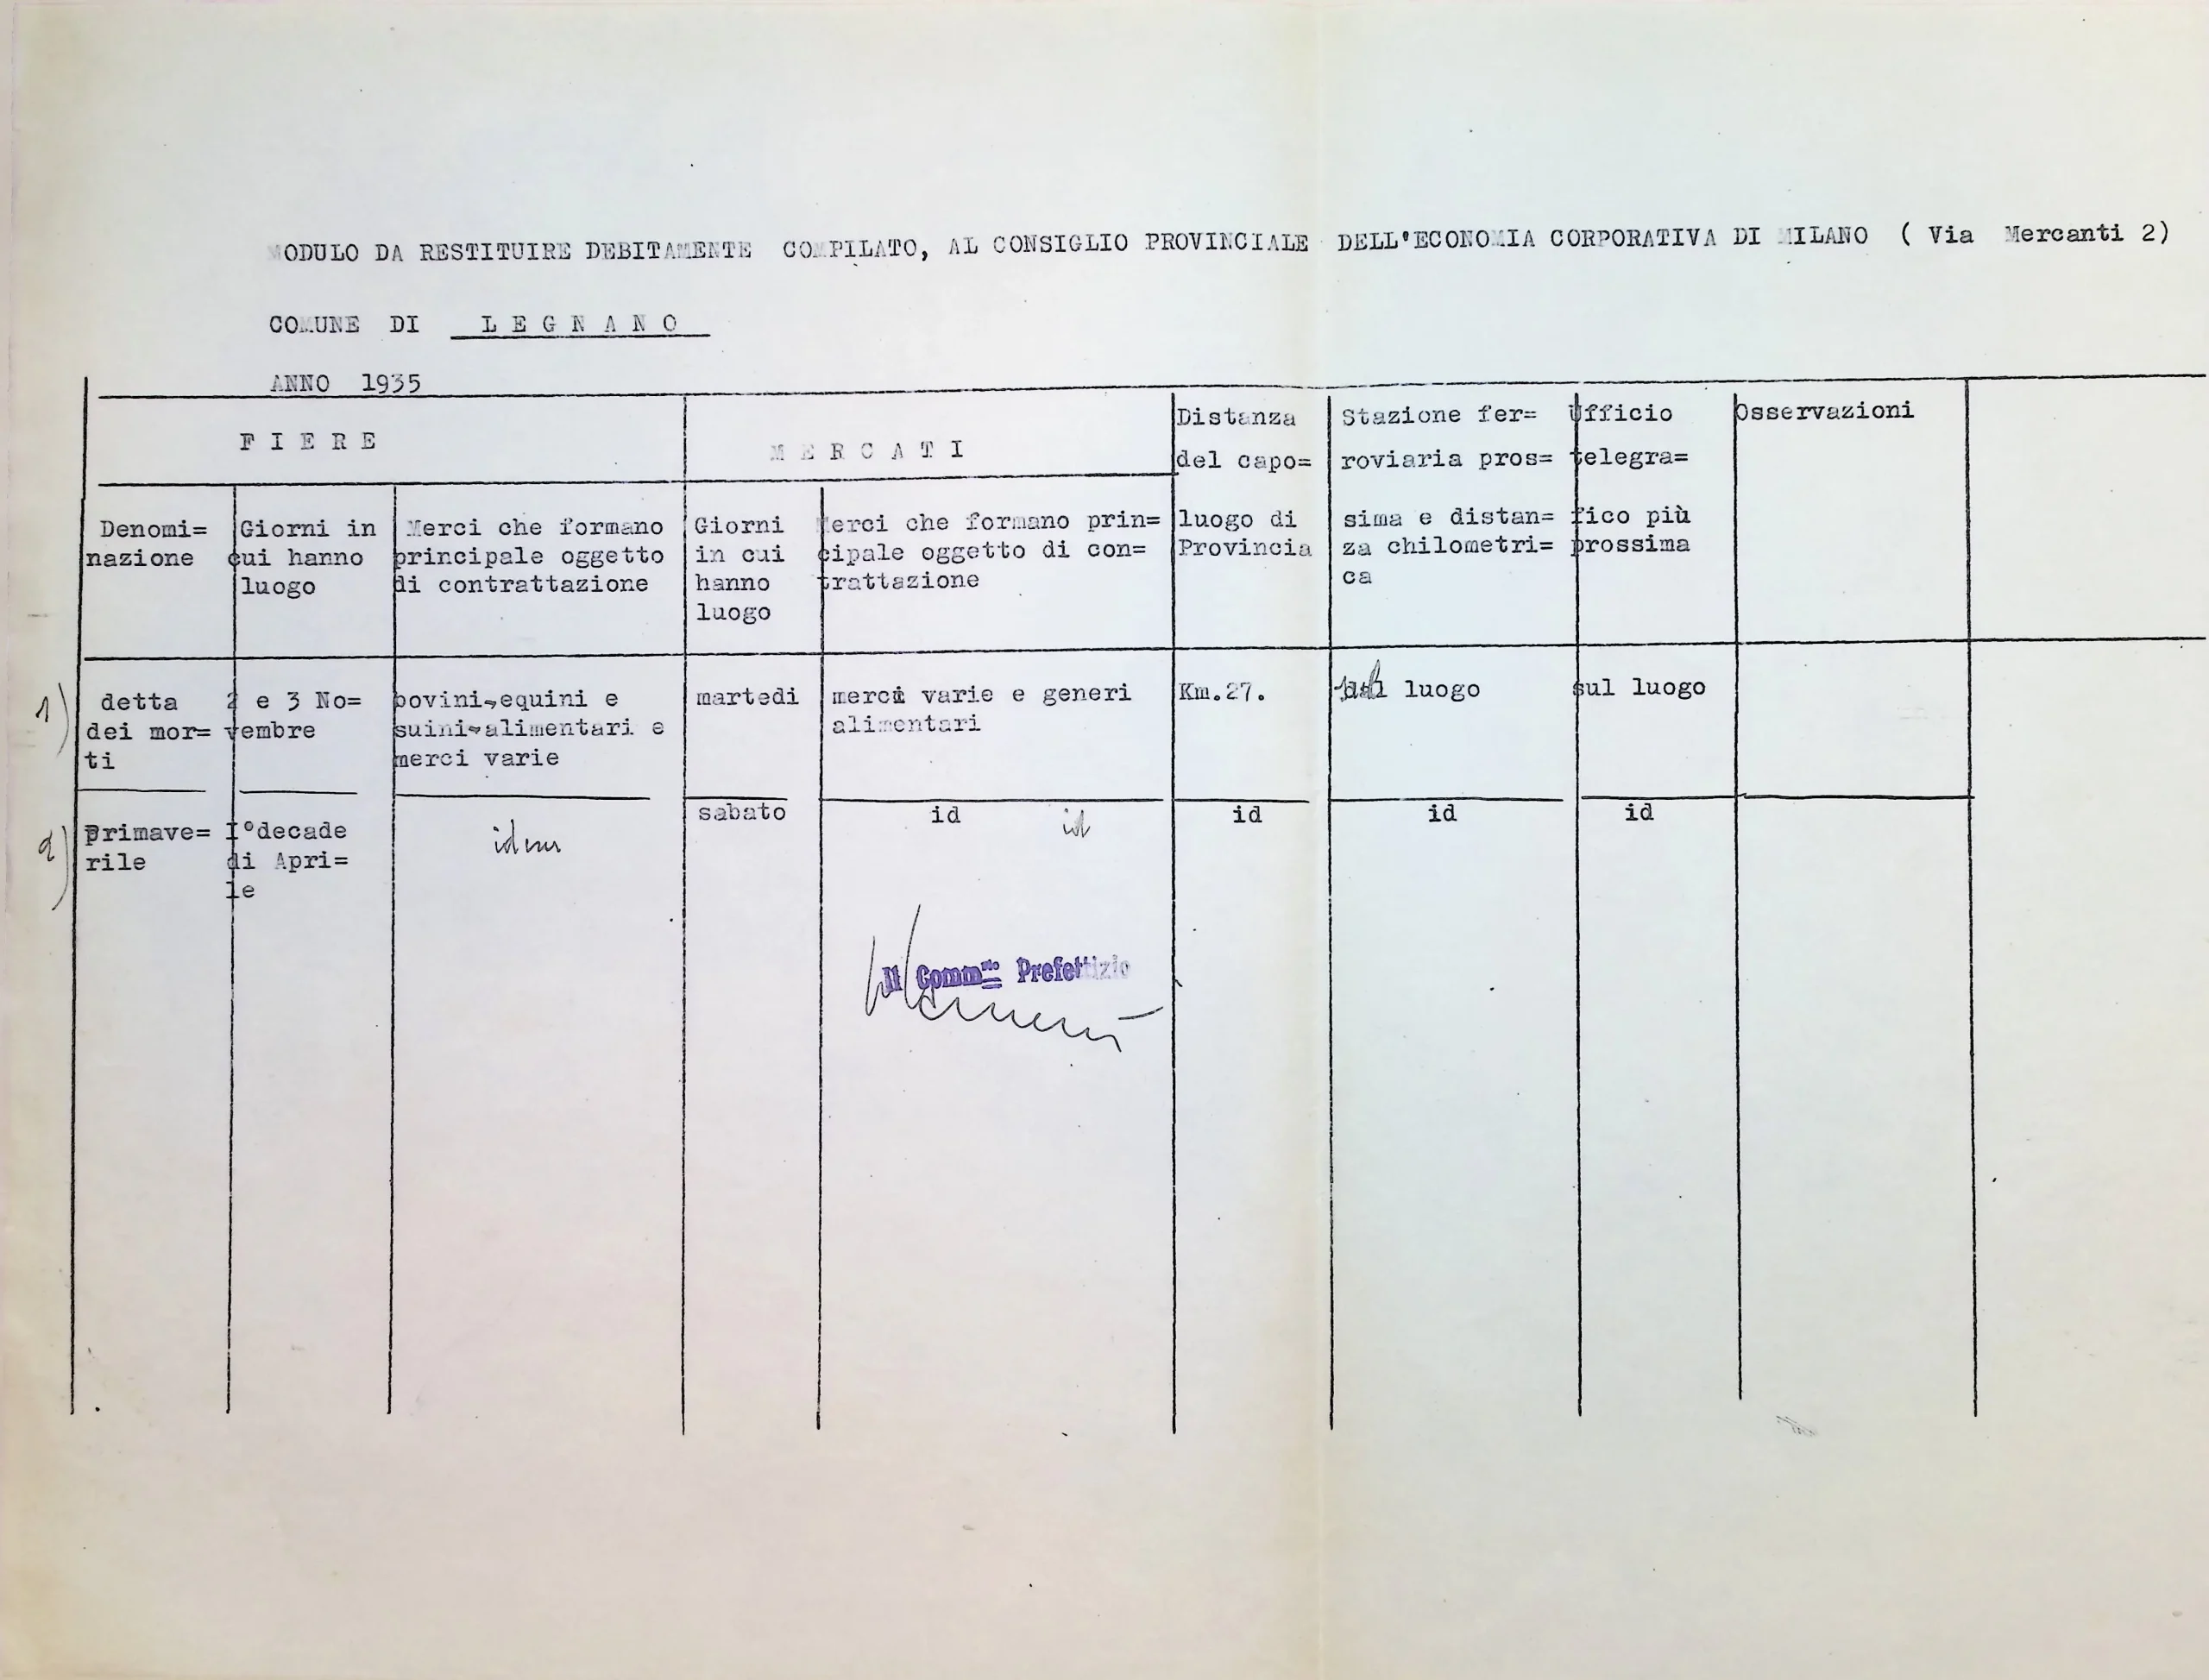 MODULO DA RESTITUIRE DEBITAMENTE COMPILATO, AL CONSIGLIO PROVINCIALE DELL'ECONOMIA CORPORATIVA DI MILANO ( Via Mercanti 2)
COMUNE DI L E G N A N O
ANNO 1935
F I E R E
M E R C A T I
Distanza
del capo=
luogo di
Provincia
Stazione fer=
roviaria pros=
sima e distan=
za chilometri=
ca
Ufficio
telegra=
fico più
prossima
Osservazioni
Denomi=
nazione
Giorni in
cui hanno
luogo
Merci che formano
principale oggetto
di contrattazione
Giorni
in cui
hanno
luogo
Merci che formano prin=
cipale oggetto di con=
trattazione
1)
detta
dei mor=
ti
2 e 3 No=
vembre
bovini-equini e
suini-alimentari e
merci varie
martedi
merci varie e generi
alimentari
Km.27.
sul luogo
sul luogo
2)
Primave=
rile
I°decade
di Apri=
le
idem
sabato
id id
id
id
id
Il Comm.rio Prefettizio